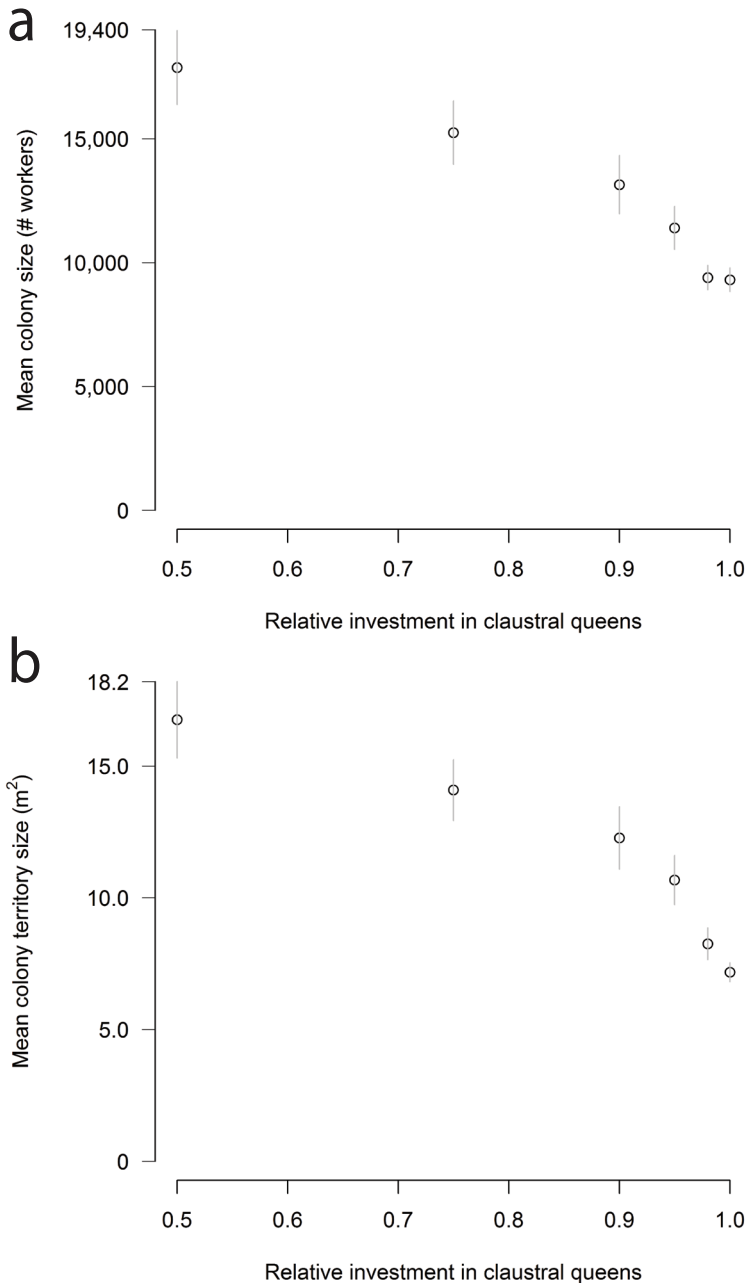 a
19,400
15,000
10,000
5,000
0
Mean colony size (# workers)
0.5 0.6 0.7 0.8 0.9 1.0
Relative investment in claustral queens
b
18.2
15.0
10.0
5.0
0
Mean colony territory size (m²)
0.5 0.6 0.7 0.8 0.9 1.0
Relative investment in claustral queens